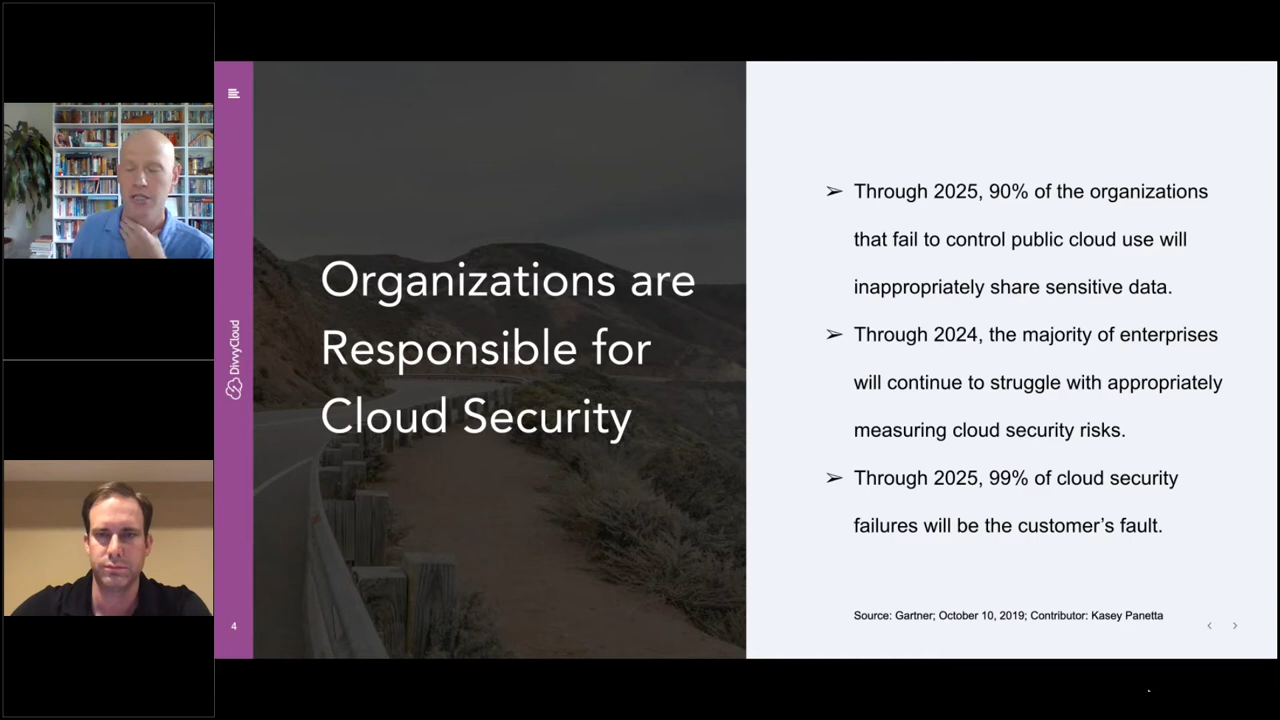 DivvyCloud
4
Organizations are
Responsible for
Cloud Security
➢ Through 2025, 90% of the organizations
that fail to control public cloud use will
inappropriately share sensitive data.
➢ Through 2024, the majority of enterprises
will continue to struggle with appropriately
measuring cloud security risks.
➢ Through 2025, 99% of cloud security
failures will be the customer’s fault.
Source: Gartner; October 10, 2019; Contributor: Kasey Panetta